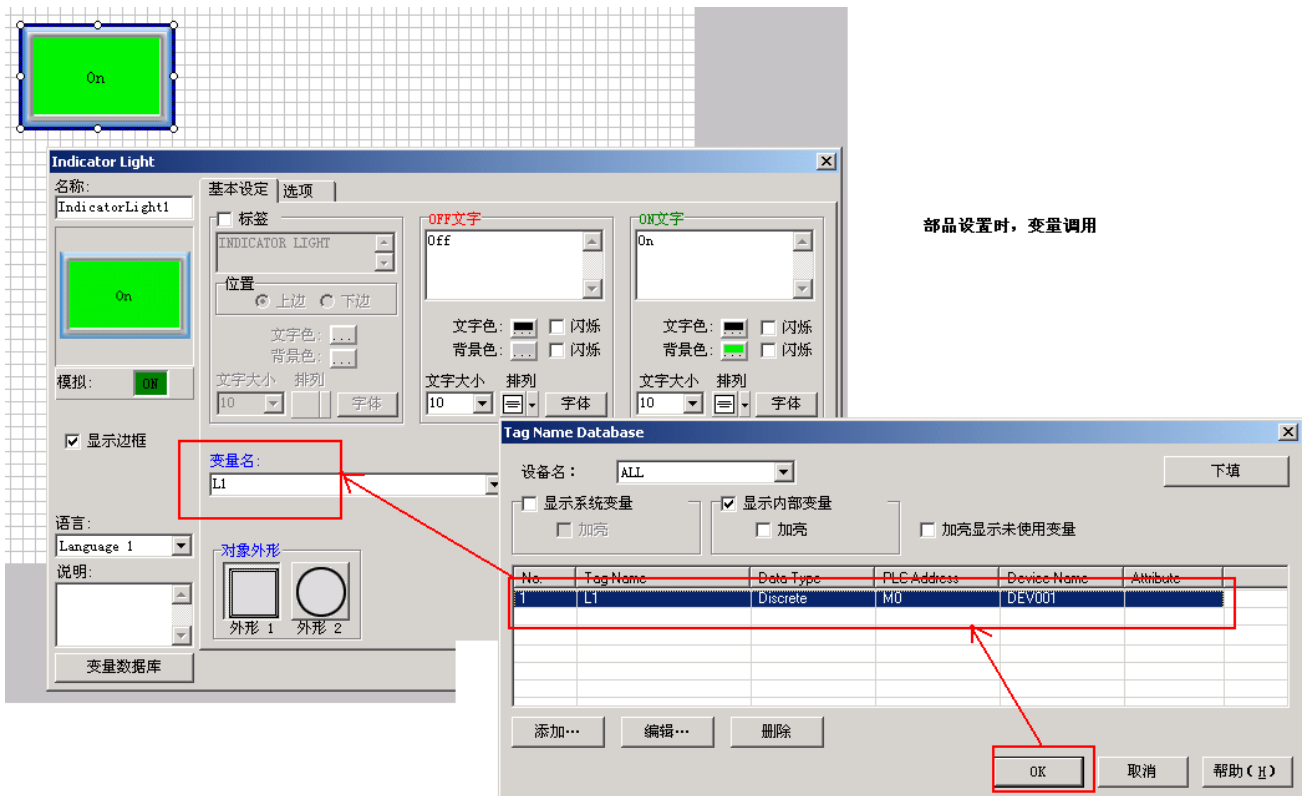 On
Indicator Light
名称:
IndicatorLight1
On
模拟: ON
显示边框
语言:
Language 1
说明:
变量数据库
基本设定 选项
标签
INDICATOR LIGHT
位置
上边 下边
文字色: ...
背景色: ...
文字大小 排列
10 字体
OFF文字
Off
文字色: ... 闪烁
背景色: ... 闪烁
文字大小 排列
10 字体
ON文字
On
文字色: ... 闪烁
背景色: ... 闪烁
文字大小 排列
10 字体
变量名:
L1
对象外形
外形 1 外形 2
部品设置时，变量调用
Tag Name Database
设备名： ALL 下填
显示系统变量 显示内部变量
加亮 加亮 加亮显示未使用变量
No. Tag Name Data Type PLC Address Device Name Attribute
1 L1 Discrete M0 DEV001
添加… 编辑… 删除
OK 取消 帮助(H)